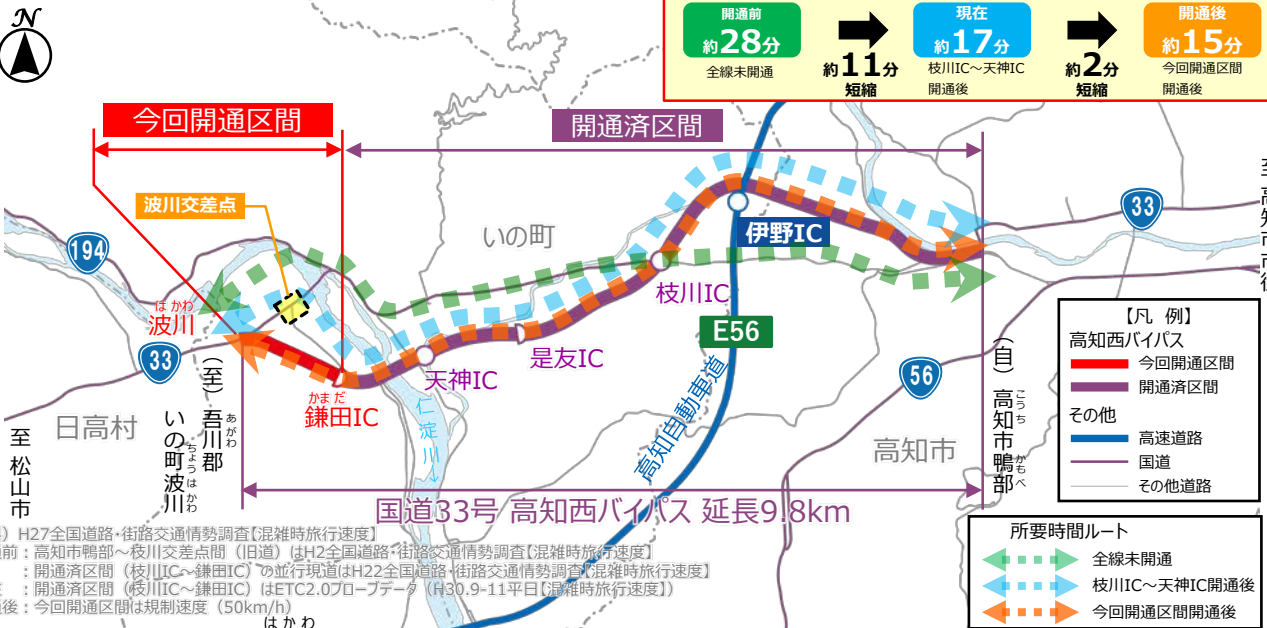 N
開通前
約28分
全線未開通
約11分
短縮
現在
約17分
枝川IC～天神IC
開通後
約2分
短縮
開通後
約15分
今回開通区間
開通後
今回開通区間
開通済区間
波川交差点
194
いの町
伊野IC
33
枝川IC
はかわ
波川
33
E56
是友IC
天神IC
かまだ
鎌田IC
仁淀川
高知自動車道
56
高知市
日高村
至 松山市
(至) 吾川郡
あがわ
いの町波川
ちょうはかわ
(自) 高知市鴨部
こうち
かもべ
国道33号 高知西バイパス 延長9.8km
【凡 例】
高知西バイパス
今回開通区間
開通済区間
その他
高速道路
国道
その他道路
所要時間ルート
全線未開通
枝川IC～天神IC開通後
今回開通区間開通後
) H27全国道路・街路交通情勢調査【混雑時旅行速度】
前：高知市鴨部～枝川交差点間（旧道）はH2全国道路・街路交通情勢調査【混雑時旅行速度】
：開通済区間（枝川IC～鎌田IC）の並行現道はH22全国道路・街路交通情勢調査【混雑時旅行速度】
：開通済区間（枝川IC～鎌田IC）はETC2.0プローブデータ（H30.9-11平日【混雑時旅行速度】）
後：今回開通区間は規制速度（50km/h）
はかわ